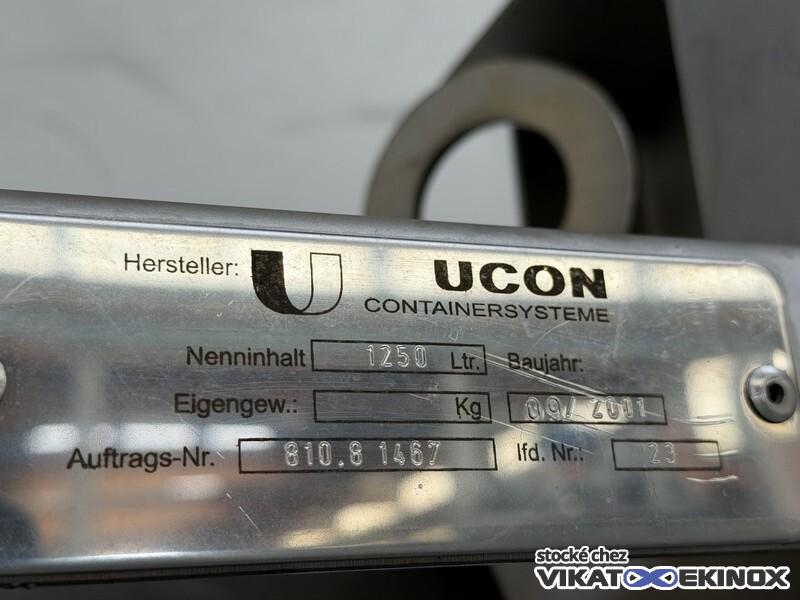 Hersteller: UCON
CONTAINERSYSTEME
Nenninhalt 1250 Ltr. Baujahr:
Eigengew.: Kg 09/ 2001
Auftrags-Nr. 810.8 1467 lfd. Nr.: 23
stocké chez
VIKAT EKINOX